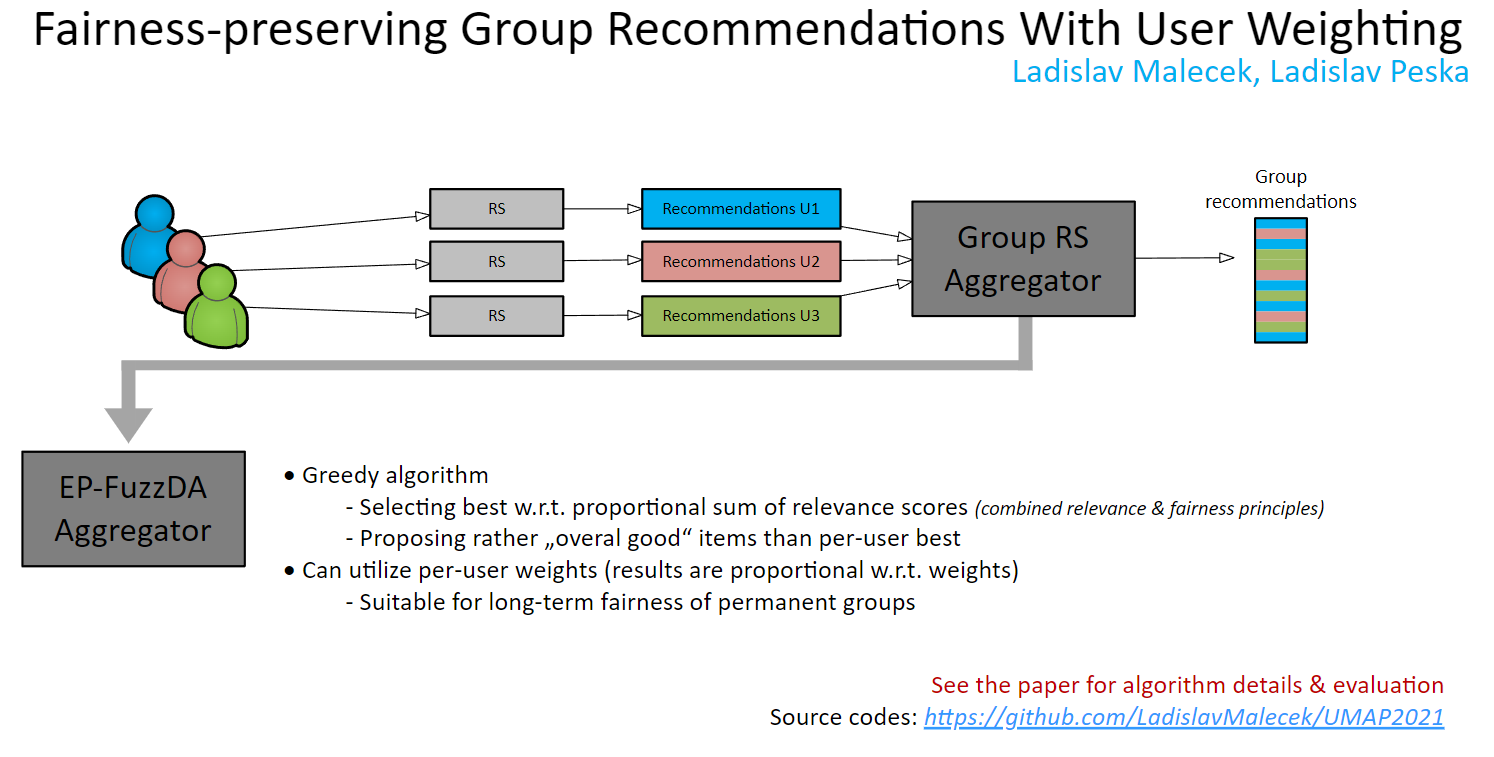 Fairness-preserving Group Recommendations With User Weighting
Ladislav Malecek, Ladislav Peska
Group
recommendations
RS
Recommendations U1
RS
Recommendations U2
RS
Recommendations U3
Group RS
Aggregator
EP-FuzzDA
Aggregator
• Greedy algorithm
- Selecting best w.r.t. proportional sum of relevance scores (combined relevance & fairness principles)
- Proposing rather „overal good“ items than per-user best
• Can utilize per-user weights (results are proportional w.r.t. weights)
- Suitable for long-term fairness of permanent groups
See the paper for algorithm details & evaluation
Source codes: https://github.com/LadislavMalecek/UMAP2021